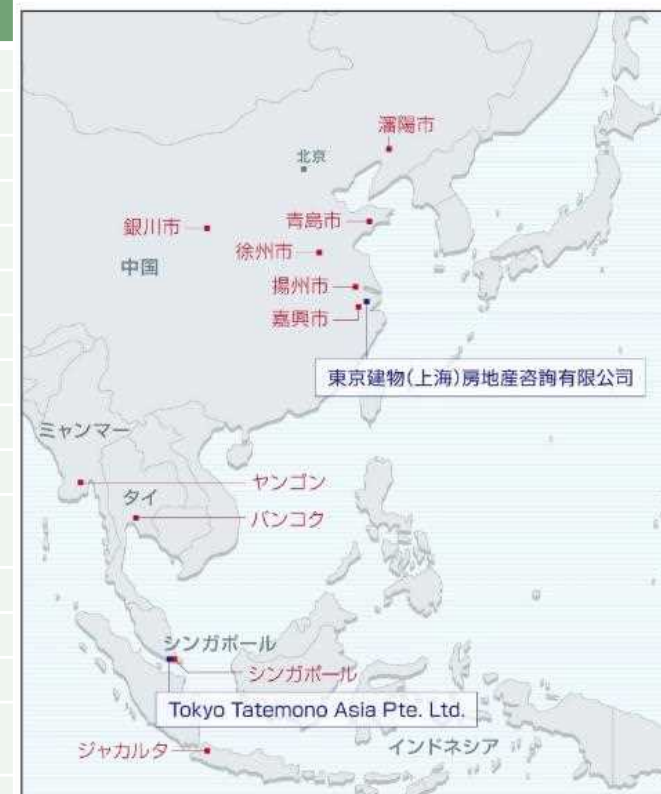 瀋陽市
北京
青島市
銀川市
徐州市
中国
揚州市
嘉興市
東京建物(上海)房地産咨詢有限公司
ミャンマー
ヤンゴン
タイ
バンコク
シンガポール
シンガポール
Tokyo Tatemono Asia Pte. Ltd.
インドネシア
ジャカルタ